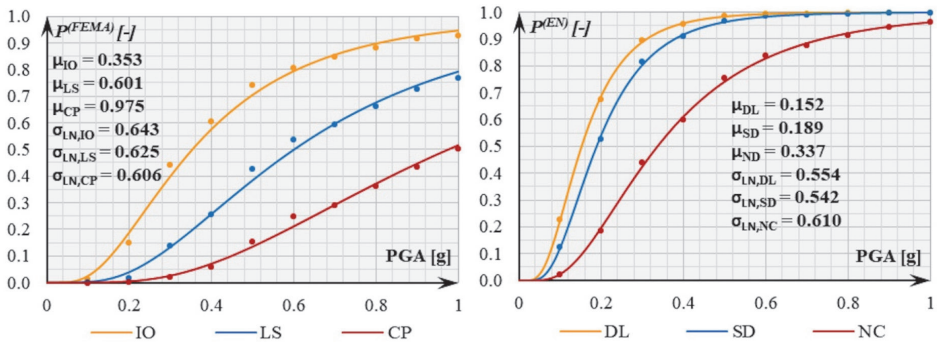 P(FEMA) [-]
μIO = 0.353
μLS = 0.601
μCP = 0.975
σLN,IO = 0.643
σLN,LS = 0.625
σLN,CP = 0.606
1.0
0.9
0.8
0.7
0.6
0.5
0.4
0.3
0.2
0.1
0.0
PGA [g]
0 0.2 0.4 0.6 0.8 1
IO LS CP
P(EN) [-]
1.0
0.9
0.8
0.7
0.6
0.5
0.4
0.3
0.2
0.1
0.0
μDL = 0.152
μSD = 0.189
μND = 0.337
σLN,DL = 0.554
σLN,SD = 0.542
σLN,NC = 0.610
PGA [g]
0 0.2 0.4 0.6 0.8 1
DL SD NC